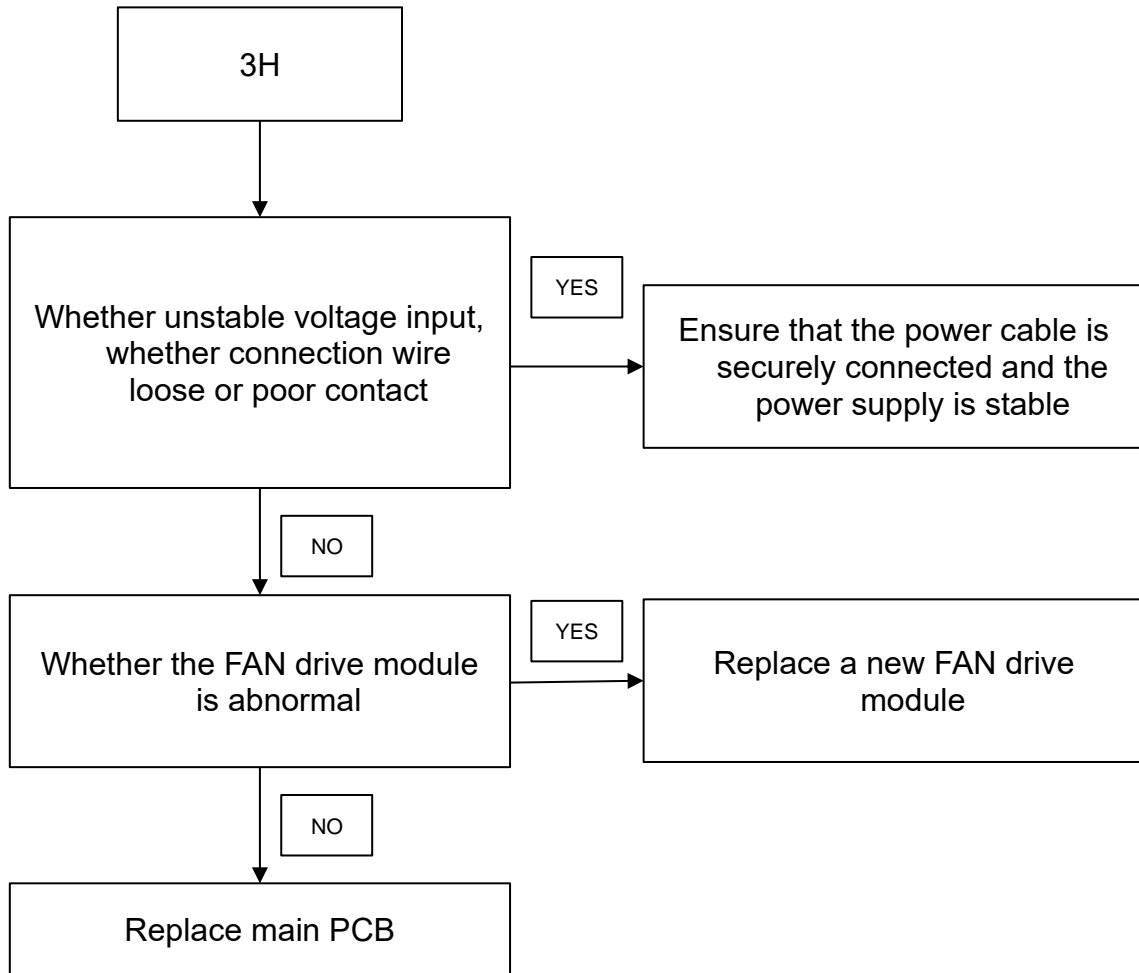 3H
Whether unstable voltage input,
whether connection wire
loose or poor contact
YES
Ensure that the power cable is
securely connected and the
power supply is stable
NO
Whether the FAN drive module
is abnormal
YES
Replace a new FAN drive
module
NO
Replace main PCB